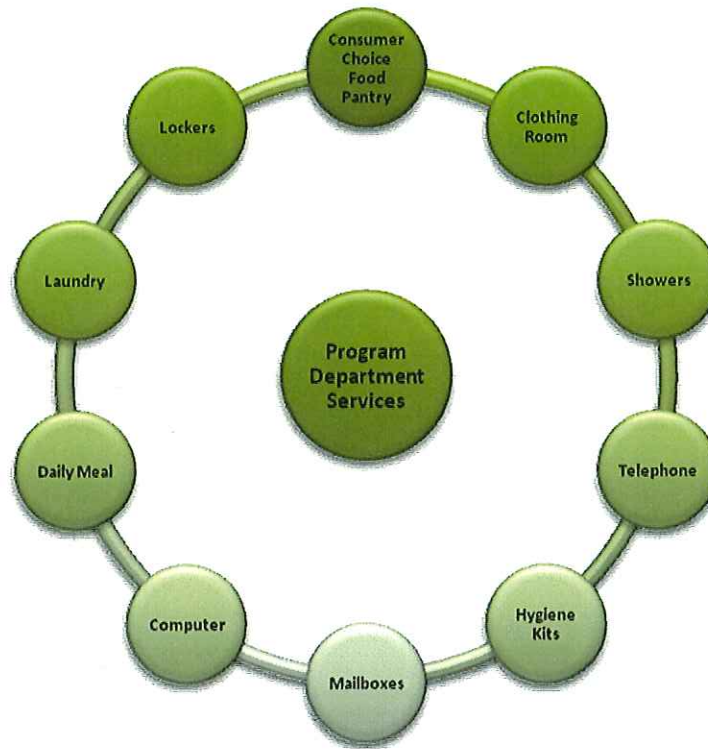 Consumer
Choice
Food
Pantry
Clothing
Room
Showers
Telephone
Hygiene
Kits
Mailboxes
Computer
Daily Meal
Laundry
Lockers
Program
Department
Services